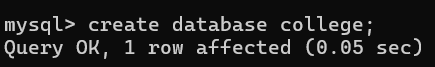 mysql> create database college;
Query OK, 1 row affected (0.05 sec)